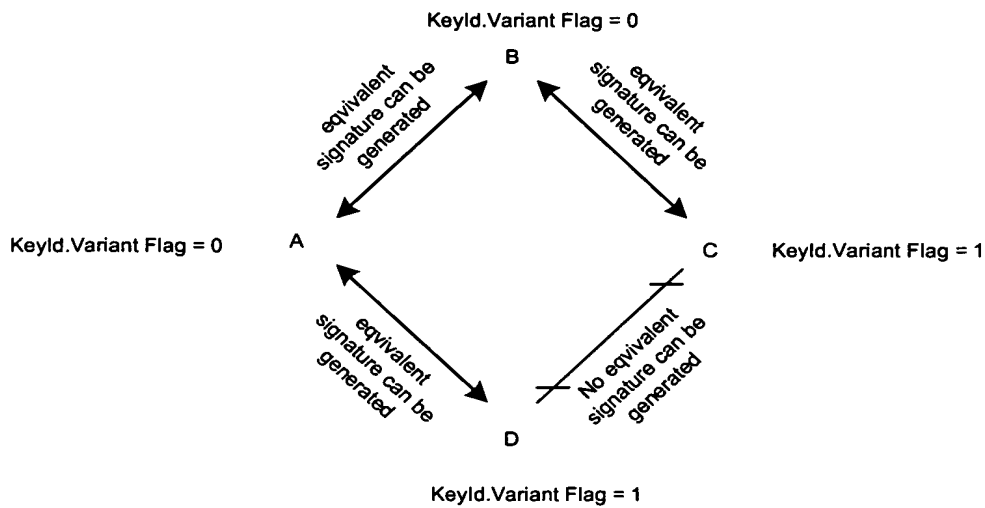 KeyId.Variant Flag = 0
B
eqvivalent
signature can be
generated
eqvivalent
signature can be
generated
KeyId.Variant Flag = 0
A
C
KeyId.Variant Flag = 1
eqvivalent
signature can be
generated
No eqvivalent
signature can be
generated
D
KeyId.Variant Flag = 1